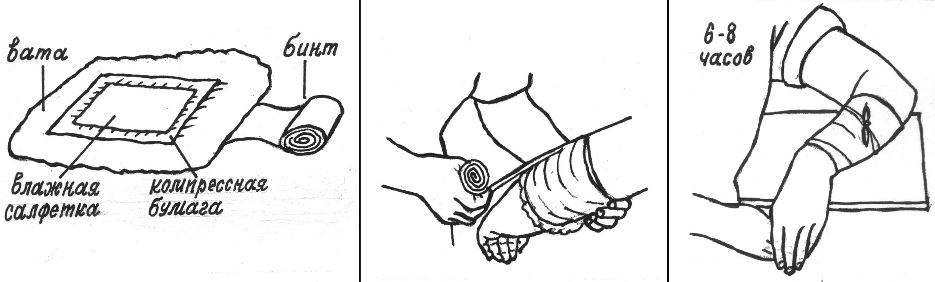 вата
бинт
влажная
салфетка
компрессная
бумага
6-8
часов